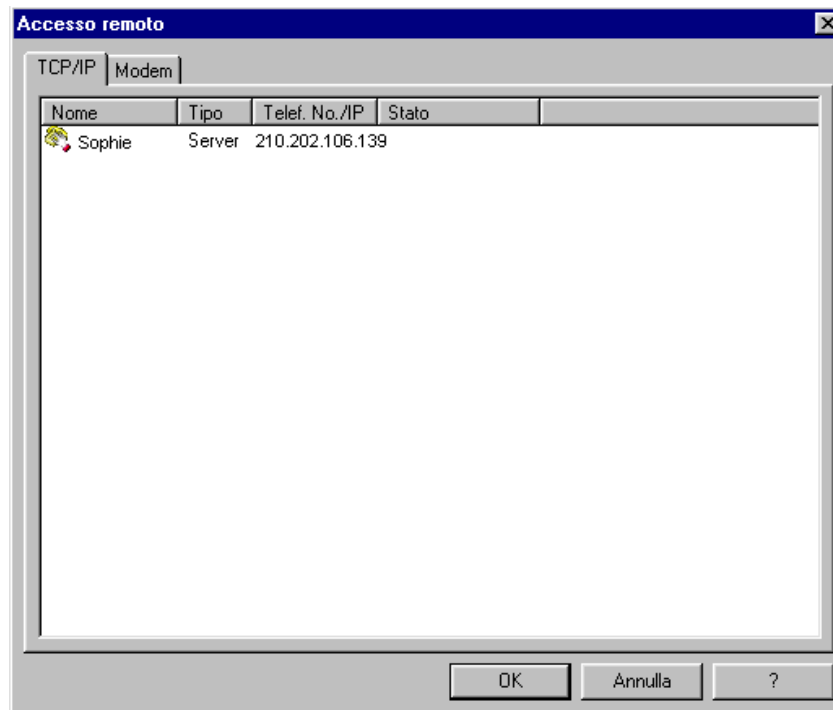 Accesso remoto
TCP/IP Modem
Nome Tipo Telef. No./IP Stato
Sophie Server 210.202.106.139
OK Annulla ?